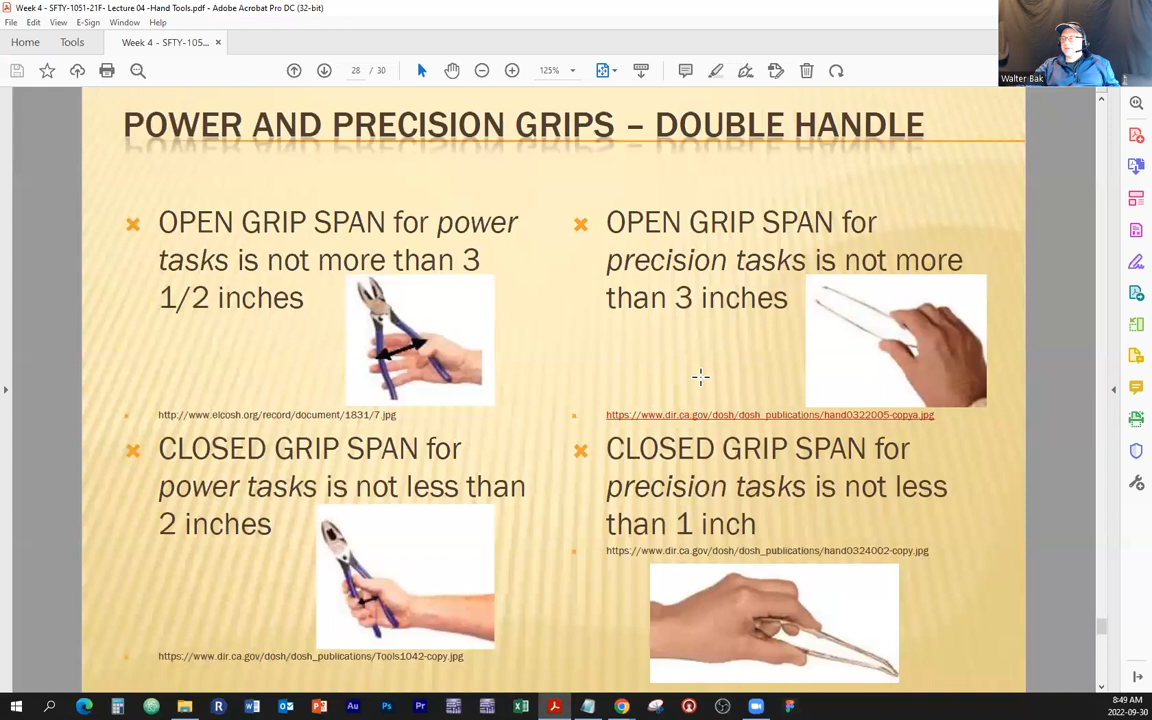 Week 4 - SFTY-1051-21F- Lecture 04 -Hand Tools.pdf - Adobe Acrobat Pro DC (32-bit)
File Edit View E-Sign Window Help
Home Tools Week 4 - SFTY-105... ×
28 / 30 125%
Walter Bak
POWER AND PRECISION GRIPS – DOUBLE HANDLE
OPEN GRIP SPAN for power
tasks is not more than 3
1/2 inches
http://www.elcosh.org/record/document/1831/7.jpg
CLOSED GRIP SPAN for
power tasks is not less than
2 inches
https://www.dir.ca.gov/dosh/dosh_publications/Tools1042-copy.jpg
OPEN GRIP SPAN for
precision tasks is not more
than 3 inches
https://www.dir.ca.gov/dosh/dosh_publications/hand0322005-copya.jpg
CLOSED GRIP SPAN for
precision tasks is not less
than 1 inch
https://www.dir.ca.gov/dosh/dosh_publications/hand0324002-copy.jpg
8:49 AM
2022-09-30